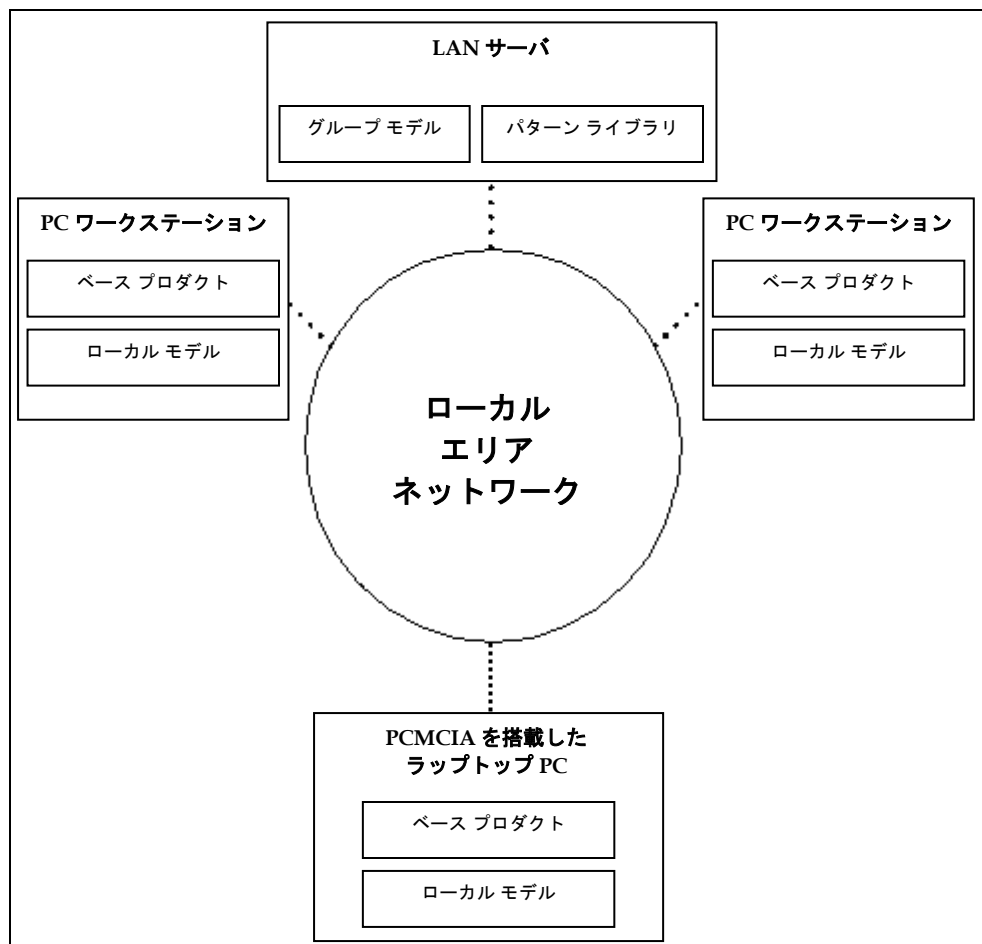 LAN サーバ
グループ モデル
パターン ライブラリ
PC ワークステーション
ベース プロダクト
ローカル モデル
PC ワークステーション
ベース プロダクト
ローカル モデル
ローカル
エリア
ネットワーク
PCMCIA を搭載した
ラップトップ PC
ベース プロダクト
ローカル モデル